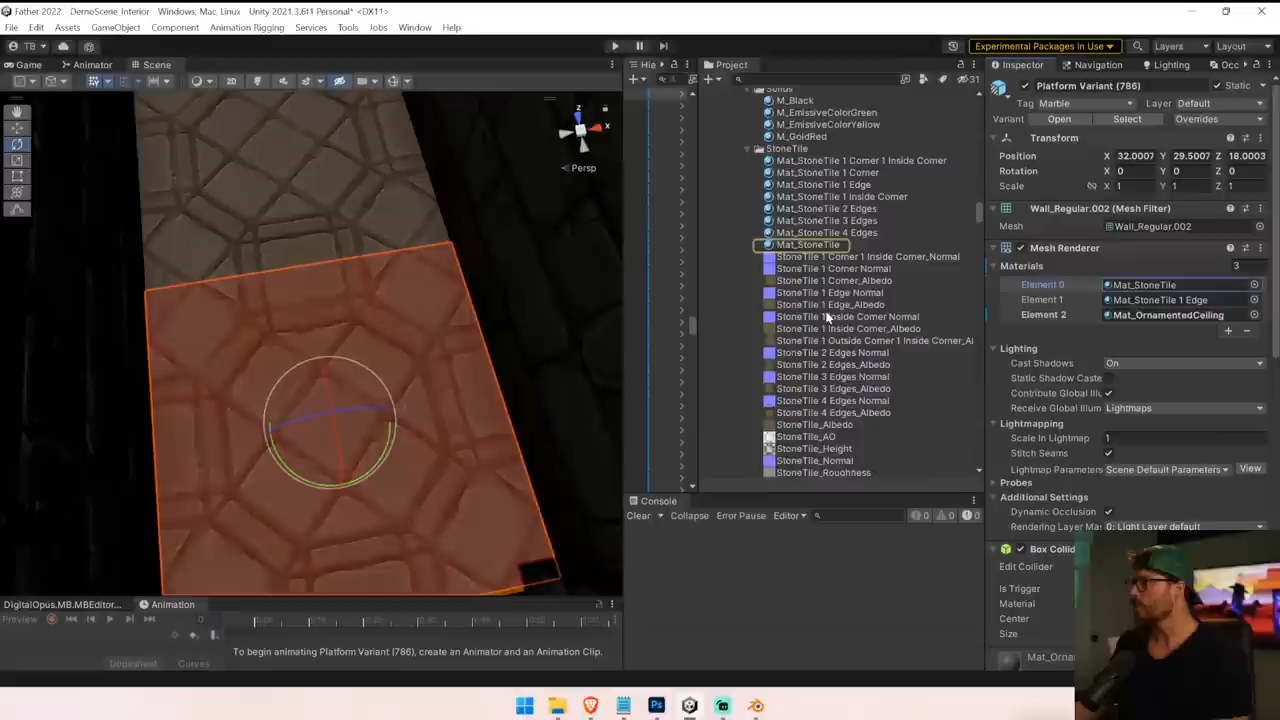 Father 2022 - DemoScene_Interior - Windows, Mac, Linux - Unity 2021.3.6f1 Personal* <DX11>
File Edit Assets GameObject Component Animation Rigging Services Tools Jobs Window Help
TB
Experimental Packages In Use
Layers
Layout
Game
Animator
Scene
Hie
Project
Inspector
Navigation
Lighting
Occ
2D
31
z
x
Persp
M_Black
M_EmissiveColorGreen
M_EmissiveColorYellow
M_GoldRed
StoneTile
Mat_StoneTile 1 Corner 1 Inside Corner
Mat_StoneTile 1 Corner
Mat_StoneTile 1 Edge
Mat_StoneTile 1 Inside Corner
Mat_StoneTile 2 Edges
Mat_StoneTile 3 Edges
Mat_StoneTile 4 Edges
Mat_StoneTile
StoneTile 1 Corner 1 Inside Corner_Normal
StoneTile 1 Corner Normal
StoneTile 1 Corner_Albedo
StoneTile 1 Edge Normal
StoneTile 1 Edge_Albedo
StoneTile 1 Inside Corner Normal
StoneTile 1 Inside Corner_Albedo
StoneTile 1 Outside Corner 1 Inside Corner_Al
StoneTile 2 Edges Normal
StoneTile 2 Edges_Albedo
StoneTile 3 Edges Normal
StoneTile 3 Edges_Albedo
StoneTile 4 Edges Normal
StoneTile 4 Edges_Albedo
StoneTile_Albedo
StoneTile_AO
StoneTile_Height
StoneTile_Normal
StoneTile_Roughness
Console
Clear Collapse Error Pause Editor 0 0 0
Platform Variant (786) Static
Tag Marble Layer Default
Variant Open Select Overrides
Transform
Position X 32.0007 Y 29.5007 Z 18.0003
Rotation X 0 Y 0 Z 0
Scale X 1 Y 1 Z 1
Wall_Regular.002 (Mesh Filter)
Mesh Wall_Regular.002
Mesh Renderer
Materials 3
Element 0 Mat_StoneTile
Element 1 Mat_StoneTile 1 Edge
Element 2 Mat_OrnamentedCeiling
Lighting
Cast Shadows On
Static Shadow Caste
Contribute Global Illu
Receive Global Illum Lightmaps
Lightmapping
Scale In Lightmap 1
Stitch Seams
Lightmap Parameters Scene Default Parameters View
Probes
Additional Settings
Dynamic Occlusion
Rendering Layer Mas 0: Light Layer default
Box Collid
Edit Collider
Is Trigger
Material
Center
Size
Mat_Orna
DigitalOpus.MB.MBEditor...
Animation
Preview
0
To begin animating Platform Variant (786), create an Animator and an Animation Clip.
Dopesheet Curves